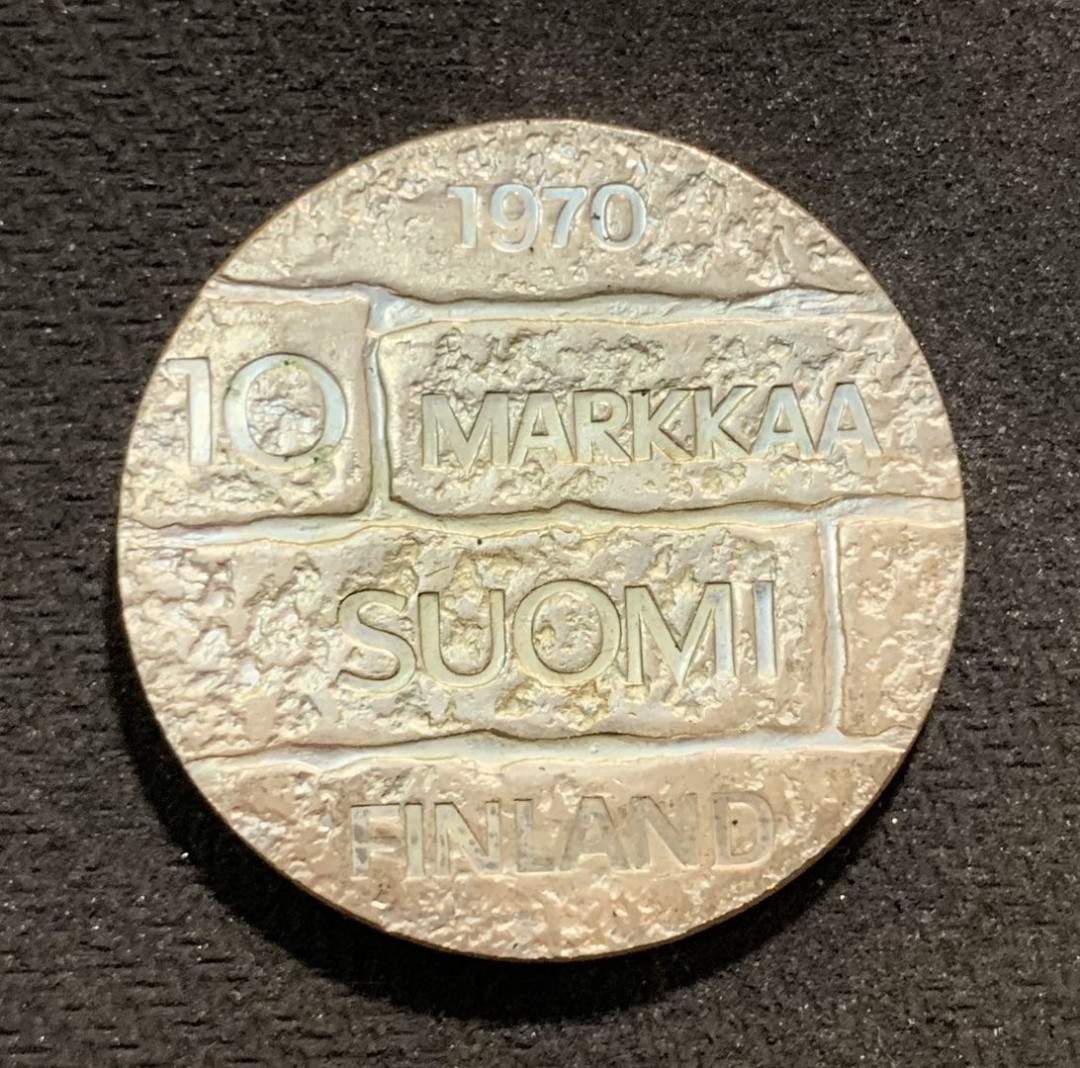 1970
10 MARKKAA
SUOMI
FINLAND